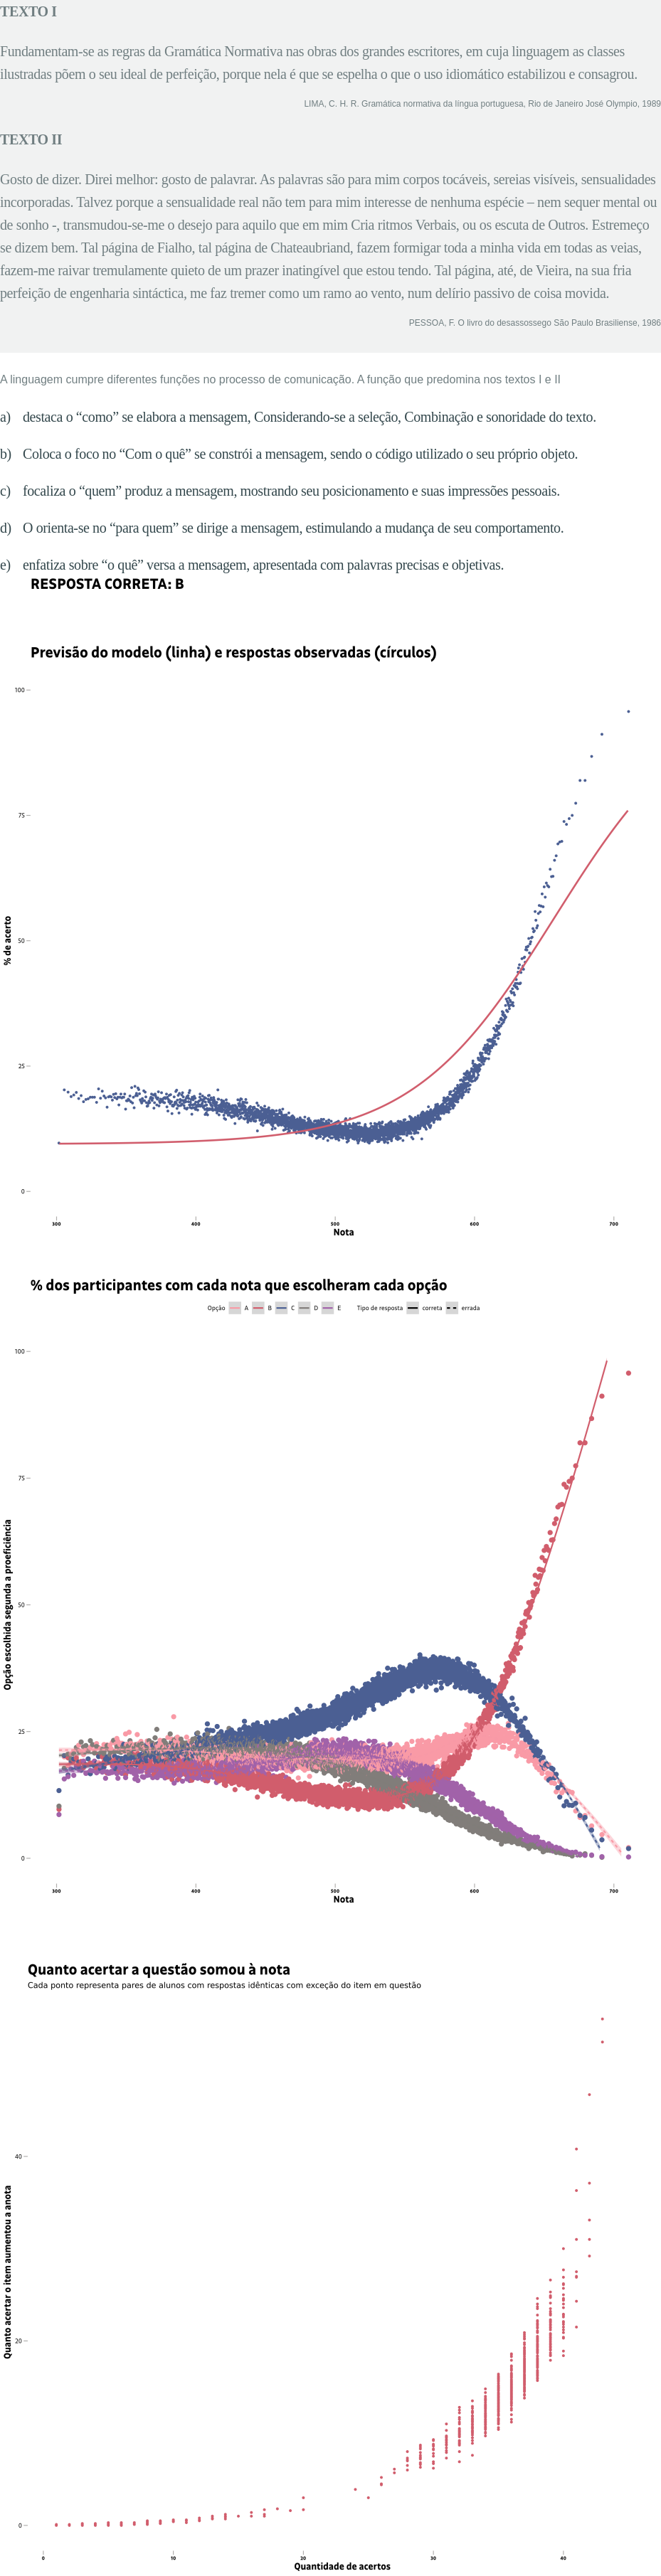 TEXTO I
Fundamentam-se as regras da Gramática Normativa nas obras dos grandes escritores, em cuja linguagem as classes
ilustradas põem o seu ideal de perfeição, porque nela é que se espelha o que o uso idiomático estabilizou e consagrou.
LIMA, C. H. R. Gramática normativa da língua portuguesa, Rio de Janeiro José Olympio, 1989
TEXTO II
Gosto de dizer. Direi melhor: gosto de palavrar. As palavras são para mim corpos tocáveis, sereias visíveis, sensualidades
incorporadas. Talvez porque a sensualidade real não tem para mim interesse de nenhuma espécie – nem sequer mental ou
de sonho -, transmudou-se-me o desejo para aquilo que em mim Cria ritmos Verbais, ou os escuta de Outros. Estremeço
se dizem bem. Tal página de Fialho, tal página de Chateaubriand, fazem formigar toda a minha vida em todas as veias,
fazem-me raivar tremulamente quieto de um prazer inatingível que estou tendo. Tal página, até, de Vieira, na sua fria
perfeição de engenharia sintáctica, me faz tremer como um ramo ao vento, num delírio passivo de coisa movida.
PESSOA, F. O livro do desassossego São Paulo Brasiliense, 1986
A linguagem cumpre diferentes funções no processo de comunicação. A função que predomina nos textos I e II
a) destaca o “como” se elabora a mensagem, Considerando-se a seleção, Combinação e sonoridade do texto.
b) Coloca o foco no “Com o quê” se constrói a mensagem, sendo o código utilizado o seu próprio objeto.
c) focaliza o “quem” produz a mensagem, mostrando seu posicionamento e suas impressões pessoais.
d) O orienta-se no “para quem” se dirige a mensagem, estimulando a mudança de seu comportamento.
e) enfatiza sobre “o quê” versa a mensagem, apresentada com palavras precisas e objetivas.
RESPOSTA CORRETA: B
Previsão do modelo (linha) e respostas observadas (círculos)
100
75
50
25
0
% de acerto
300 400 500 600 700
Nota
% dos participantes com cada nota que escolheram cada opção
Opção A B C D E Tipo de resposta correta errada
100
75
50
25
0
Opção escolhida segunda a proeficiência
300 400 500 600 700
Nota
Quanto acertar a questão somou à nota
Cada ponto representa pares de alunos com respostas idênticas com exceção do item em questão
40
20
0
Quanto acertar o item aumentou a anota
0 10 20 30 40
Quantidade de acertos